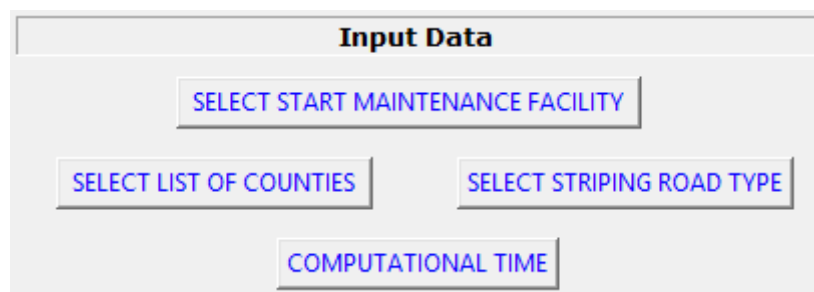 Input Data
SELECT START MAINTENANCE FACILITY
SELECT LIST OF COUNTIES
SELECT STRIPING ROAD TYPE
COMPUTATIONAL TIME